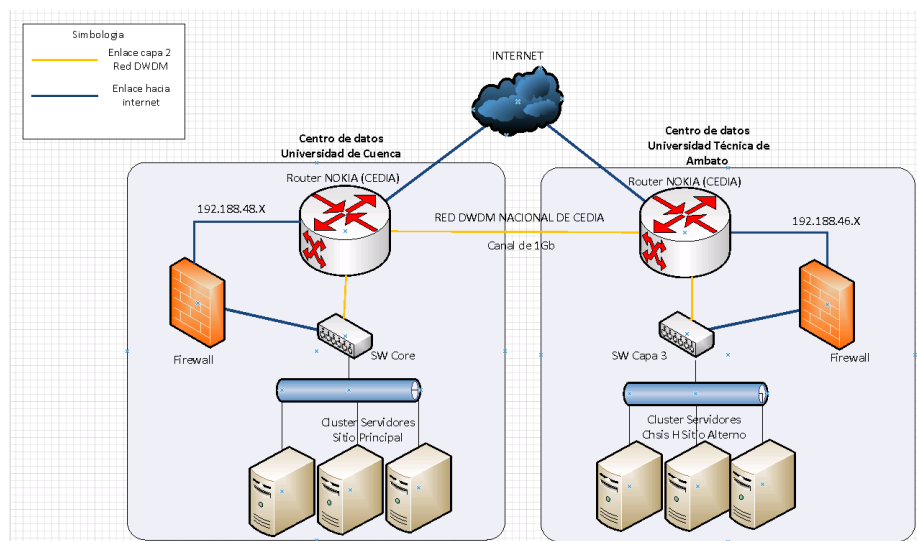 Simbologia
Enlace capa 2
Red DWDM
Enlace hacia
internet
INTERNET
Centro de datos
Universidad de Cuenca
Router NOKIA (CEDIA)
Centro de datos
Universidad Técnica de
Ambato
Router NOKIA (CEDIA)
192.188.48.X
RED DWDM NACIONAL DE CEDIA
Canal de 1Gb
192.188.46.X
Firewall
SW Core
SW Capa 3
Firewall
Cluster Servidores
Sitio Principal
Cluster Servidores
Chsis H Sitio Alterno